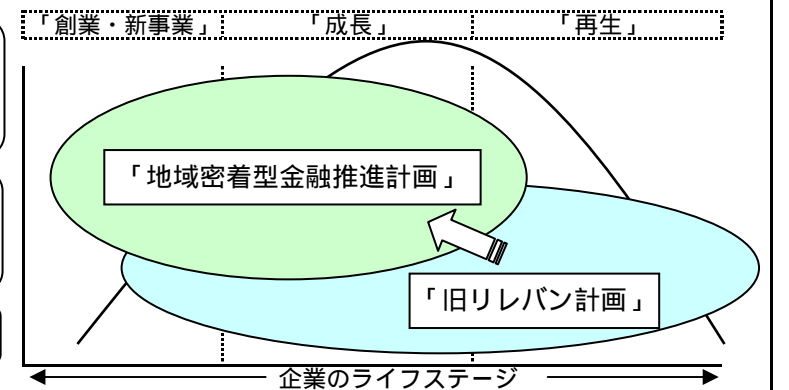 「創業・新事業」 「成長」 「再生」
「地域密着型金融推進計画」
「旧リレバン計画」
企業のライフステージ